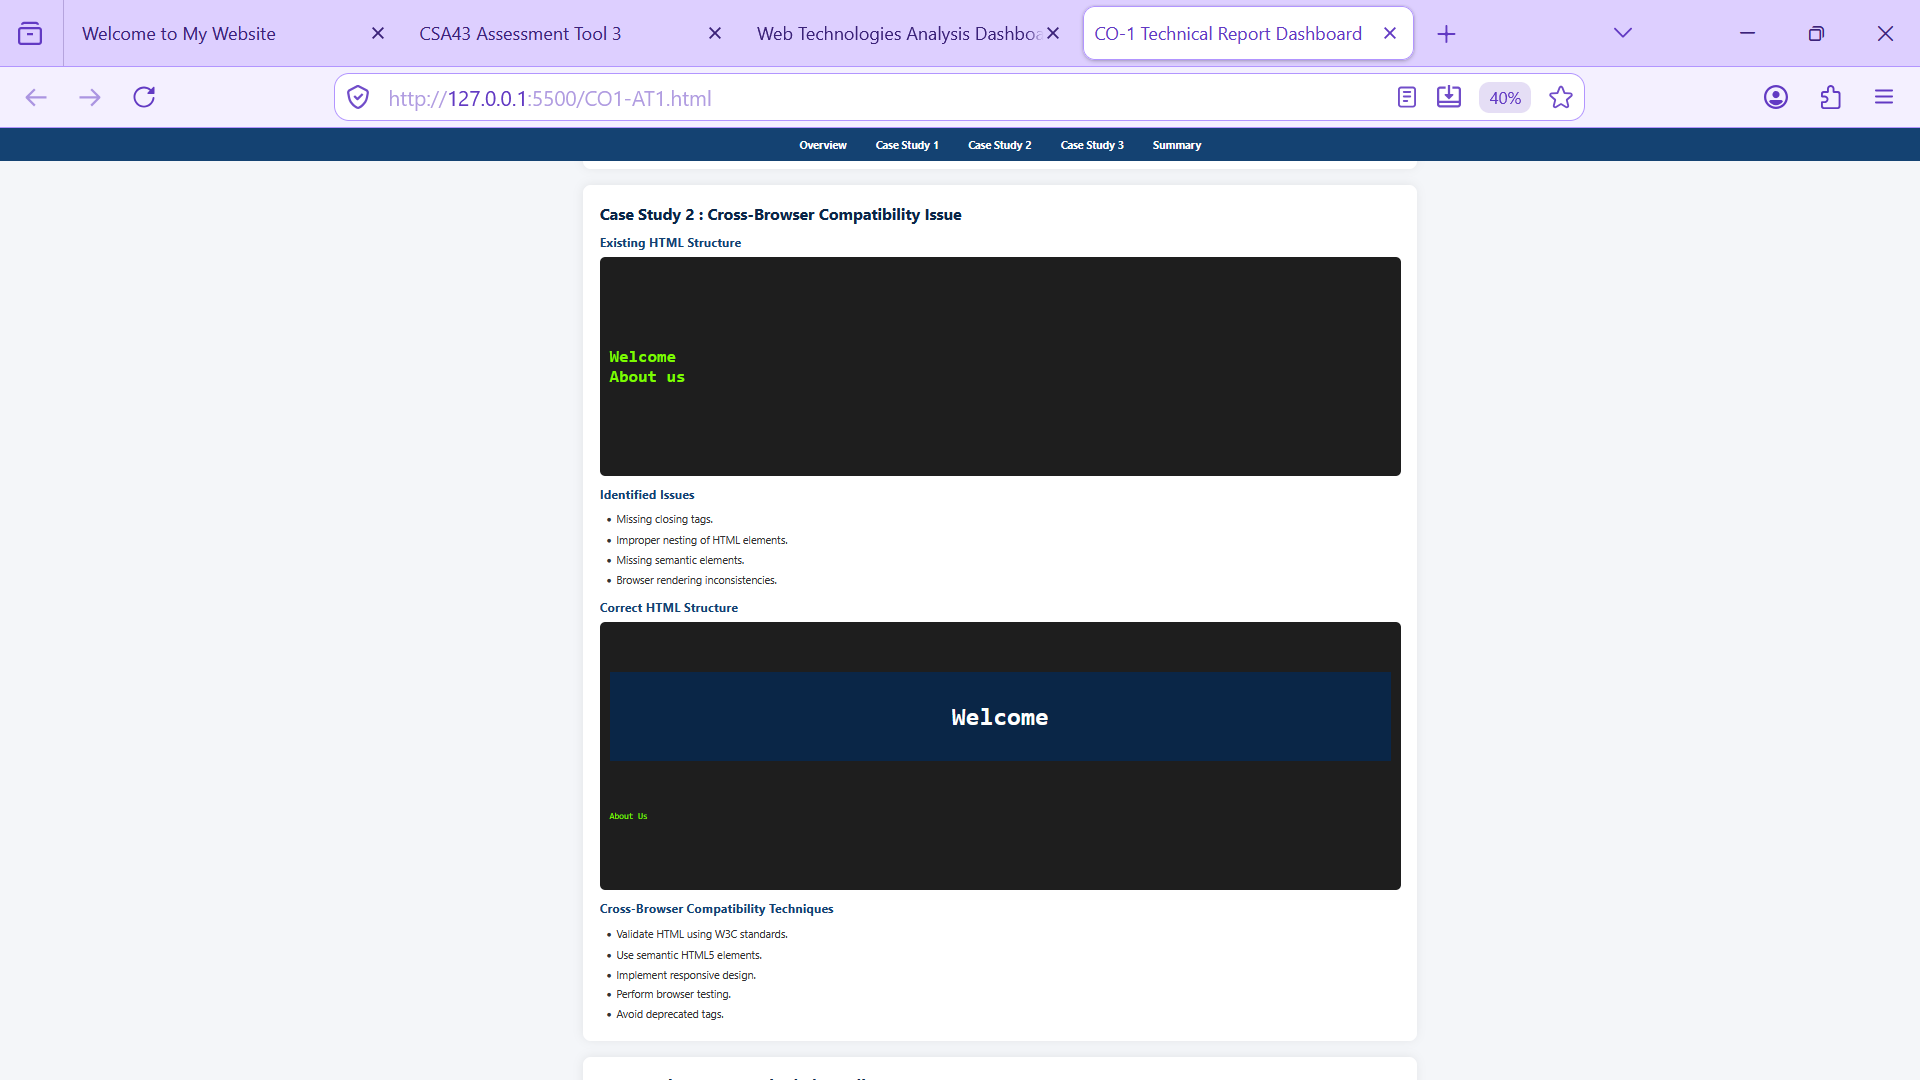 Welcome to My Website
CSA43 Assessment Tool 3
Web Technologies Analysis Dashboa
CO-1 Technical Report Dashboard
http://127.0.0.1:5500/CO1-AT1.html
40%
Overview Case Study 1 Case Study 2 Case Study 3 Summary
Case Study 2 : Cross-Browser Compatibility Issue
Existing HTML Structure
Welcome
About us
Identified Issues
• Missing closing tags.
• Improper nesting of HTML elements.
• Missing semantic elements.
• Browser rendering inconsistencies.
Correct HTML Structure
Welcome
About Us
Cross-Browser Compatibility Techniques
• Validate HTML using W3C standards.
• Use semantic HTML5 elements.
• Implement responsive design.
• Perform browser testing.
• Avoid deprecated tags.